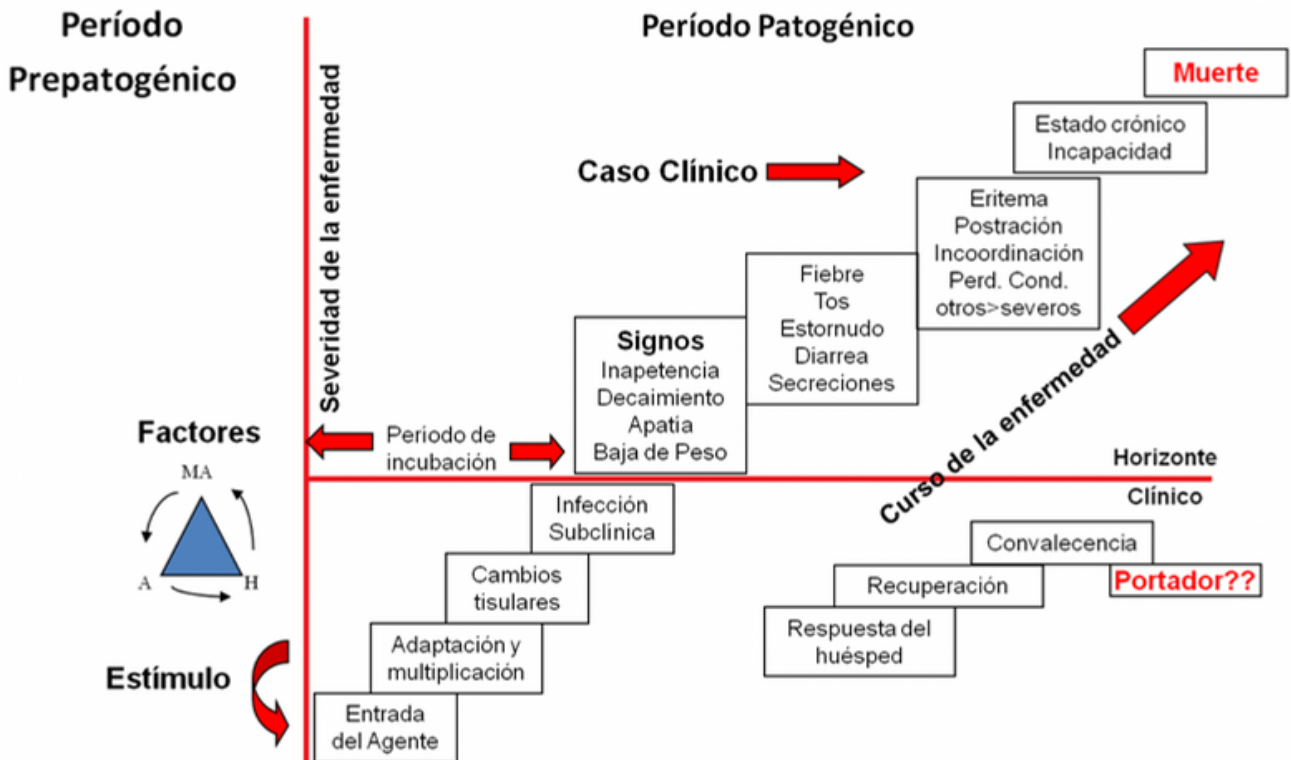 Período
Prepatogénico
Período Patogénico
Severidad de la enfermedad
Muerte
Estado crónico
Incapacidad
Caso Clínico
Eritema
Postración
Incoordinación
Perd. Cond.
otros>severos
Fiebre
Tos
Estornudo
Diarrea
Secreciones
Signos
Inapetencia
Decaimiento
Apatia
Baja de Peso
Periodo de
incubación
Curso de la enfermedad
Horizonte
Clínico
Factores
MA
A
H
Infección
Subclinica
Cambios
tisulares
Adaptación y
multiplicación
Entrada
del Agente
Estímulo
Convalecencia
Portador??
Recuperación
Respuesta del
huésped